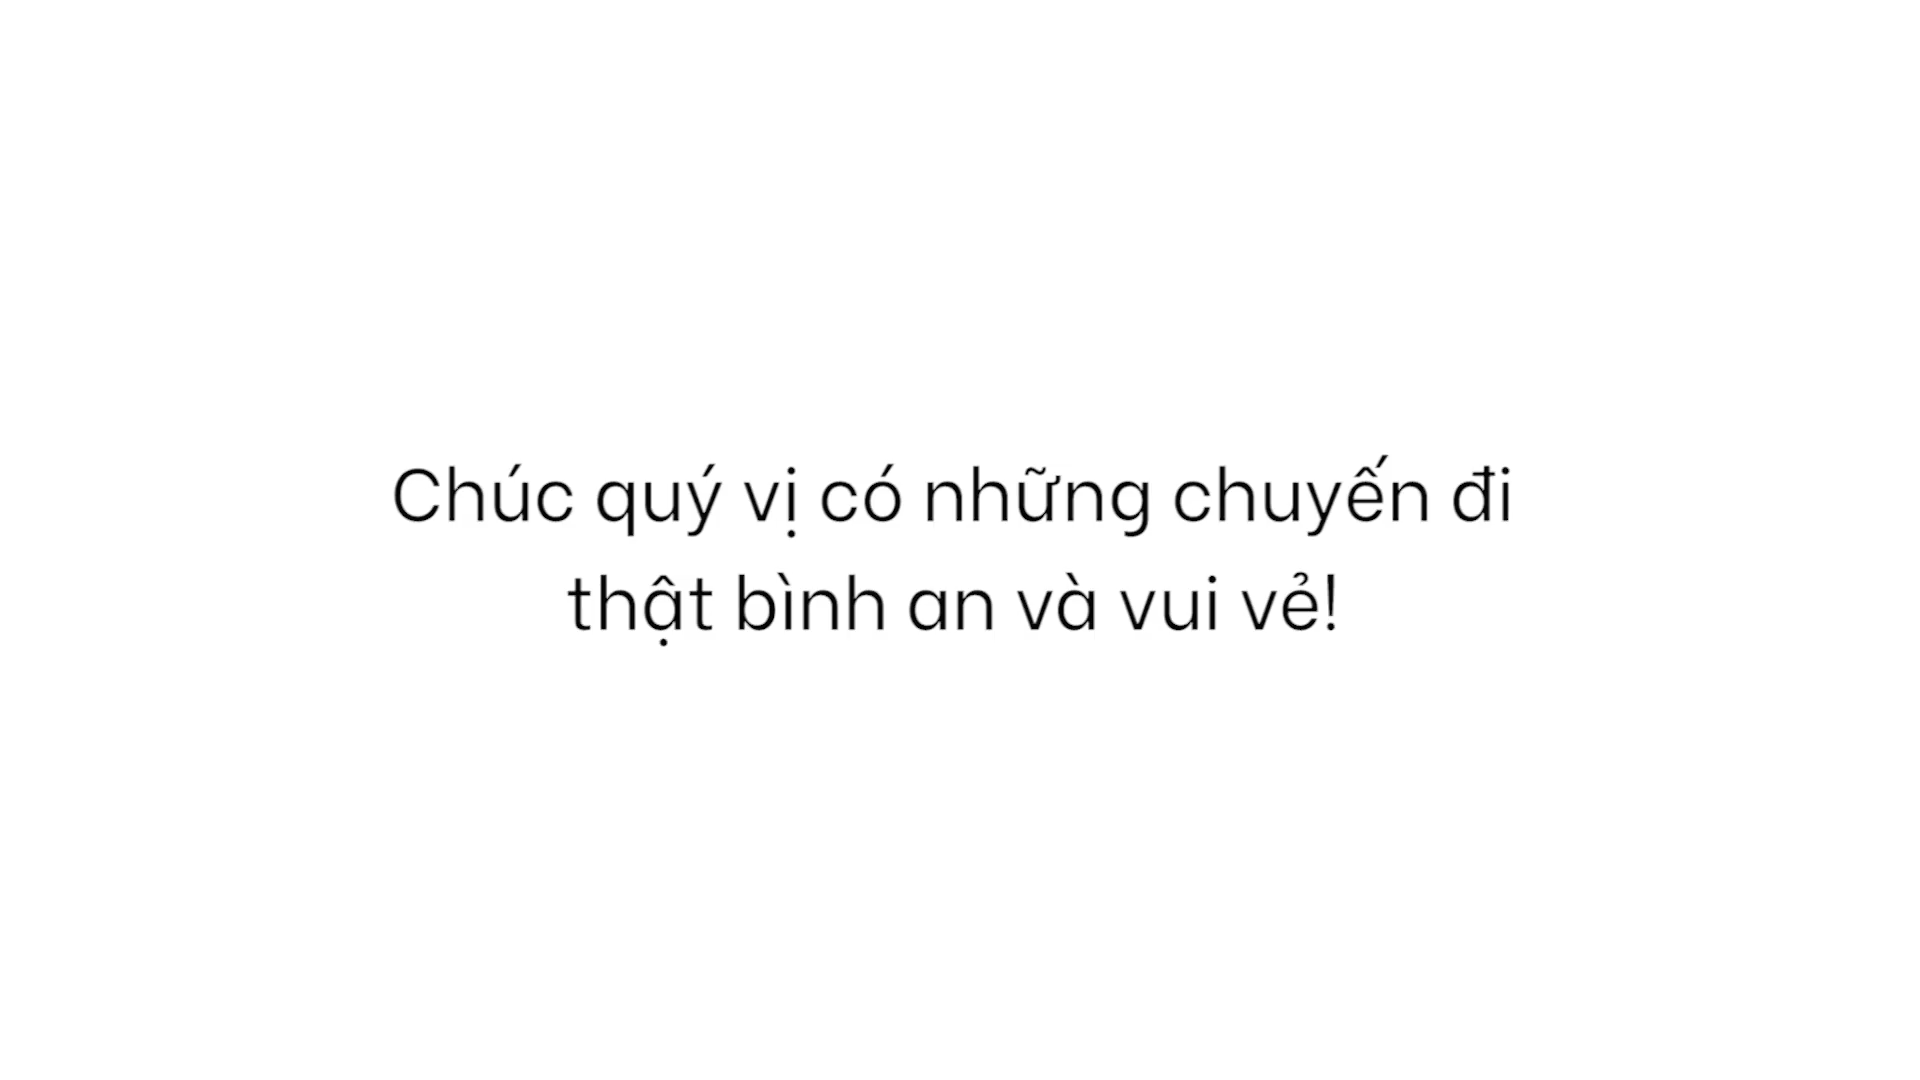 Chúc quý vị có những chuyến đi
thật bình an và vui vẻ!